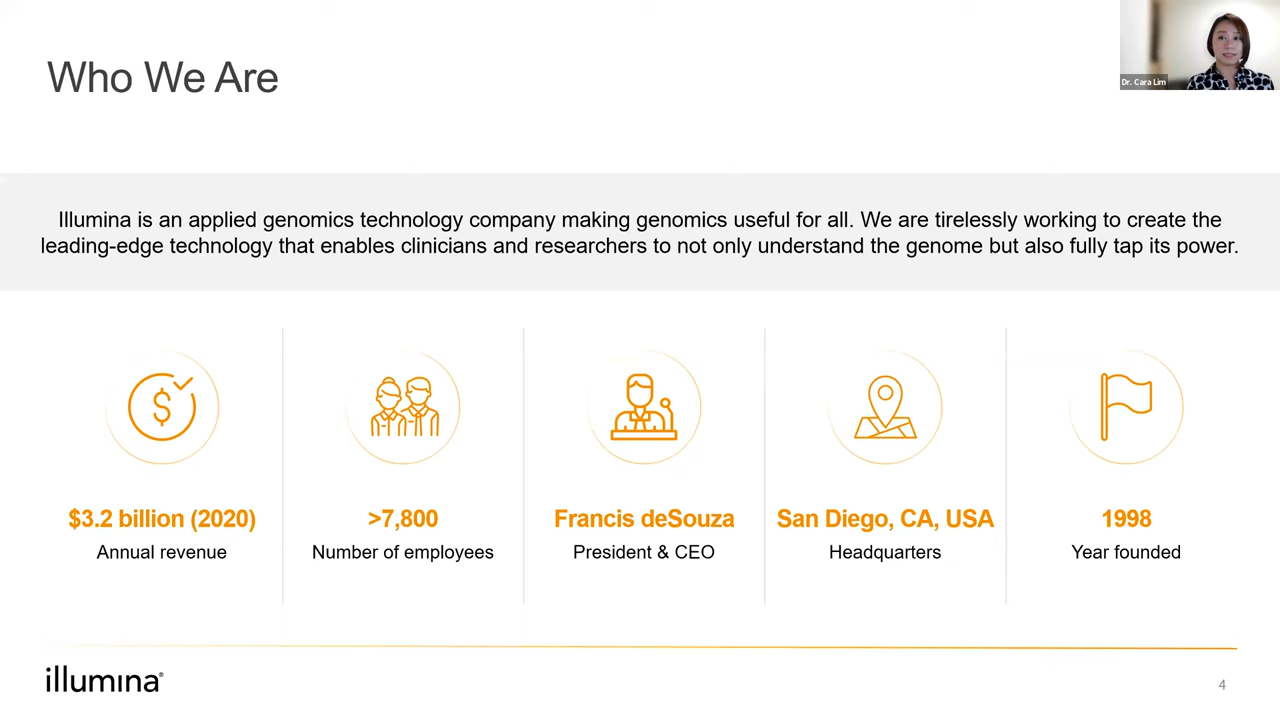 Who We Are
Dr. Cara Lim
Illumina is an applied genomics technology company making genomics useful for all. We are tirelessly working to create the
leading-edge technology that enables clinicians and researchers to not only understand the genome but also fully tap its power.
$3.2 billion (2020)
Annual revenue
>7,800
Number of employees
Francis deSouza
President & CEO
San Diego, CA, USA
Headquarters
1998
Year founded
illumına®
4